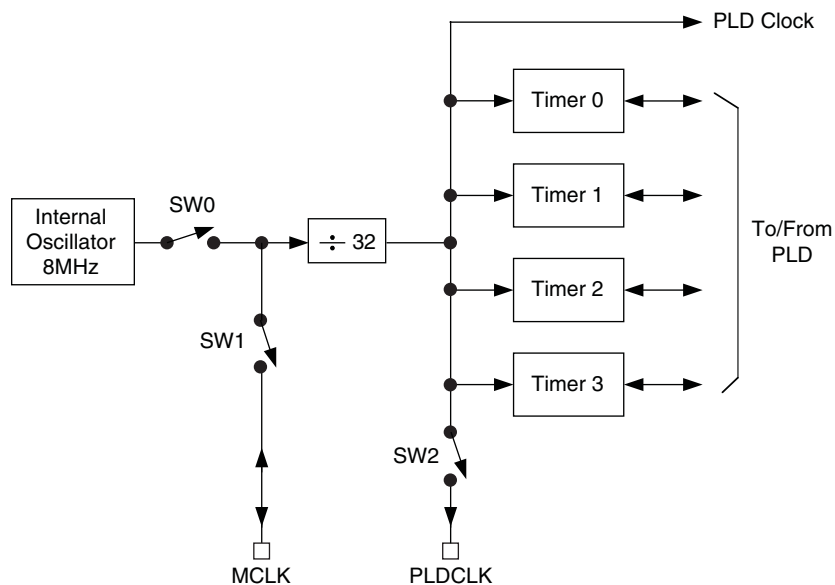 PLD Clock
Timer 0
Timer 1
Timer 2
Timer 3
To/From
PLD
Internal
Oscillator
8MHz
SW0
÷ 32
SW1
SW2
MCLK
PLDCLK